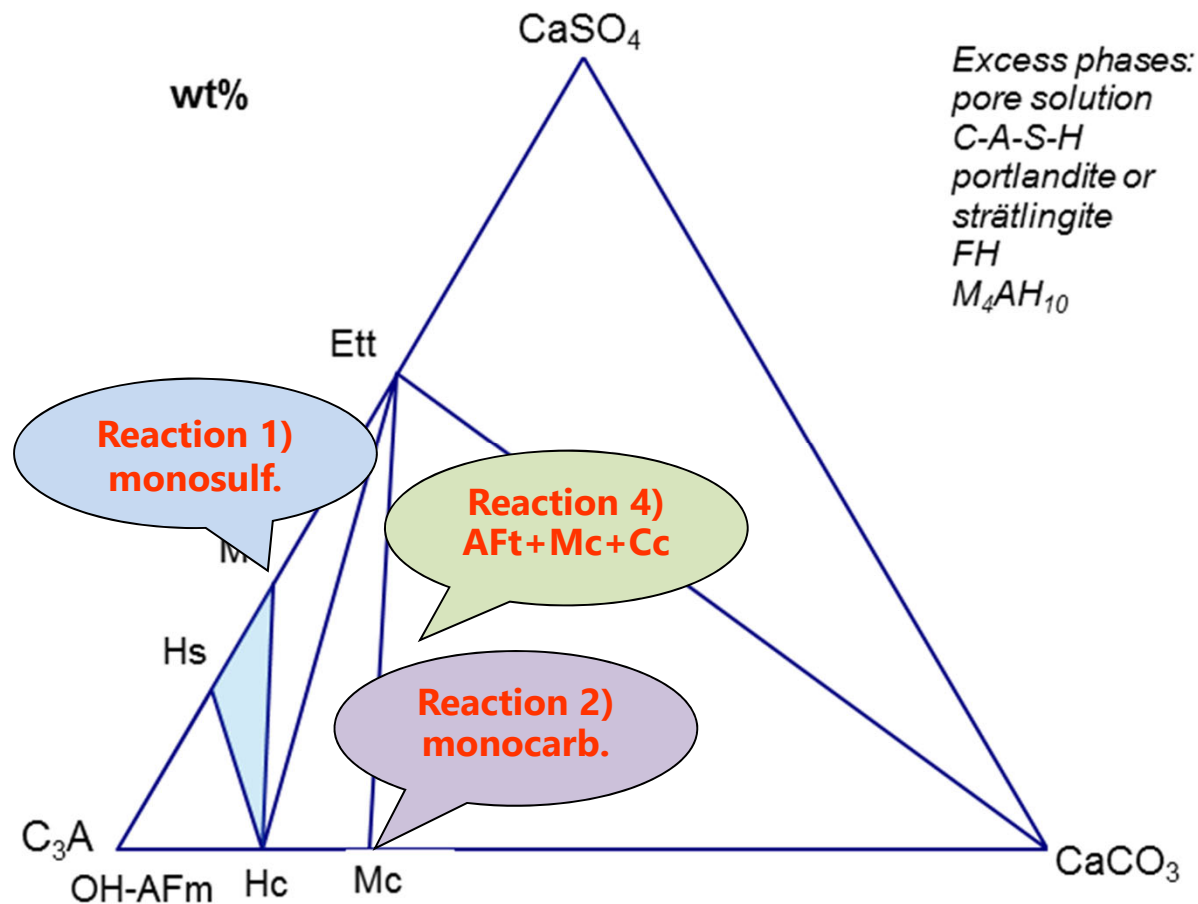 CaSO₄
wt%
Excess phases:
pore solution
C-A-S-H
portlandite or
strätlingite
FH
M₄AH₁₀
Ett
Reaction 1)
monosulf.
Reaction 4)
AFt+Mc+Cc
Hs
Reaction 2)
monocarb.
C₃A
OH-AFm
Hc
Mc
CaCO₃